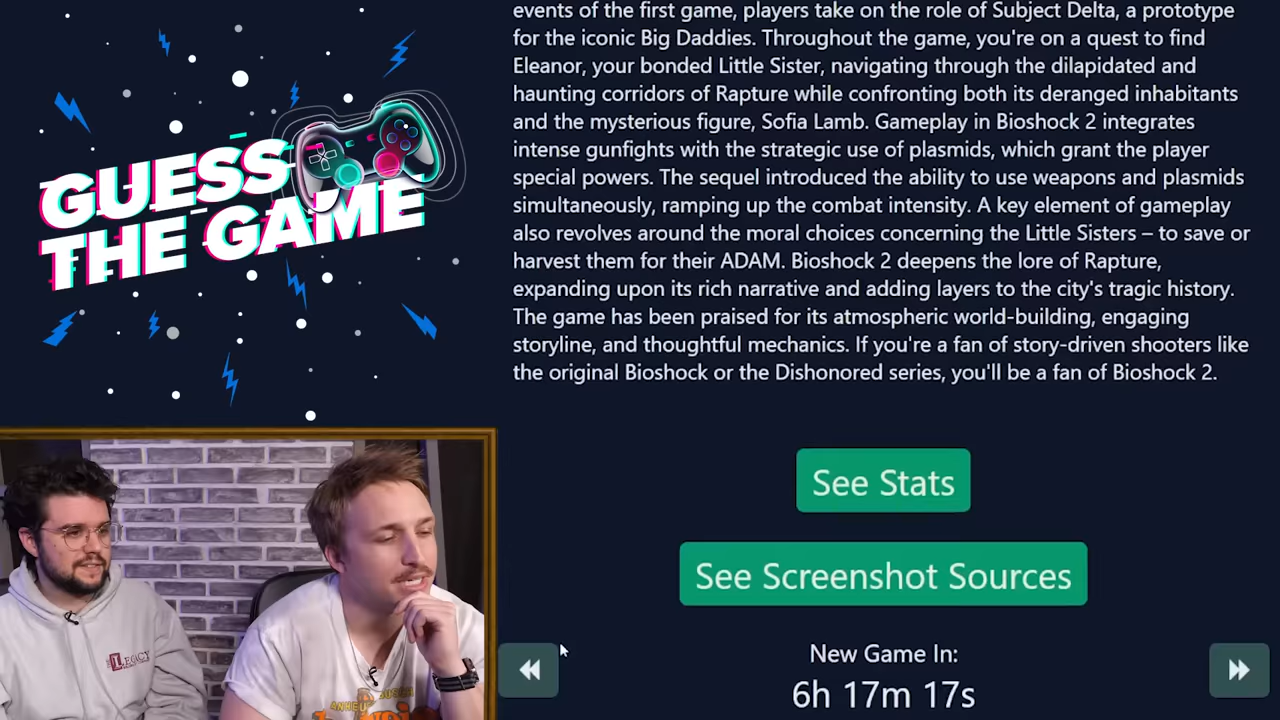 events of the first game, players take on the role of Subject Delta, a prototype
for the iconic Big Daddies. Throughout the game, you're on a quest to find
Eleanor, your bonded Little Sister, navigating through the dilapidated and
haunting corridors of Rapture while confronting both its deranged inhabitants
and the mysterious figure, Sofia Lamb. Gameplay in Bioshock 2 integrates
intense gunfights with the strategic use of plasmids, which grant the player
special powers. The sequel introduced the ability to use weapons and plasmids
simultaneously, ramping up the combat intensity. A key element of gameplay
also revolves around the moral choices concerning the Little Sisters – to save or
harvest them for their ADAM. Bioshock 2 deepens the lore of Rapture,
expanding upon its rich narrative and adding layers to the city's tragic history.
The game has been praised for its atmospheric world-building, engaging
storyline, and thoughtful mechanics. If you're a fan of story-driven shooters like
the original Bioshock or the Dishonored series, you'll be a fan of Bioshock 2.
GUESS
THE GAME
See Stats
See Screenshot Sources
New Game In:
6h 17m 17s
LEGACY